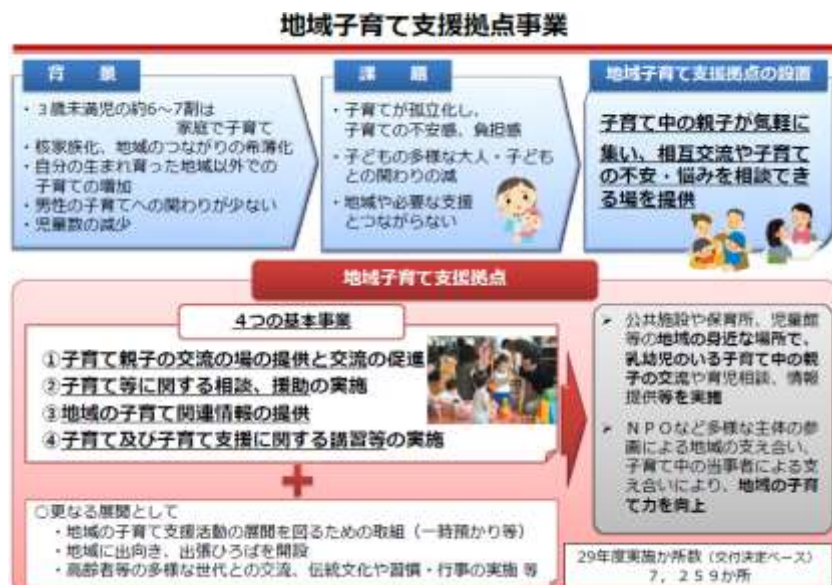 地域子育て支援拠点事業
背 景
・３歳未満児の約6～7割は
家庭で子育て
・核家族化、地域のつながりの希薄化
・自分の生まれ育った地域以外での
子育ての増加
・男性の子育てへの関わりが少ない
・児童数の減少
課 題
・子育てが孤立化し、
子育ての不安感、負担感
・子どもの多様な大人・子ども
との関わりの減
・地域や必要な支援
とつながらない
地域子育て支援拠点の設置
子育て中の親子が気軽に
集い、相互交流や子育て
の不安・悩みを相談でき
る場を提供
地域子育て支援拠点
４つの基本事業
①子育て親子の交流の場の提供と交流の促進
②子育て等に関する相談、援助の実施
③地域の子育て関連情報の提供
④子育て及び子育て支援に関する講習等の実施
＋
○更なる展開として
・地域の子育て支援活動の展開を図るための取組（一時預かり等）
・地域に出向き、出張ひろばを開設
・高齢者等の多様な世代との交流、伝統文化や習慣・行事の実施 等
➢ 公共施設や保育所、児童館
等の地域の身近な場所で、
乳幼児のいる子育て中の親
子の交流や育児相談、情報
提供等を実施
➢ ＮＰＯなど多様な主体の参
画による地域の支え合い、
子育て中の当事者による支
え合いにより、地域の子育
て力を向上
29年度実施か所数（交付決定ベース）
７，２５９か所